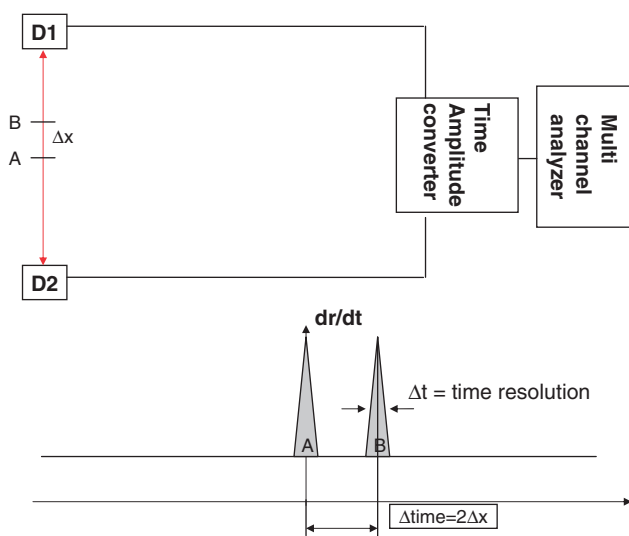 D1
B
Δx
A
D2
Time
Amplitude
converter
Multi
channel
analyzer
dr/dt
Δt = time resolution
A
B
Δtime=2Δx